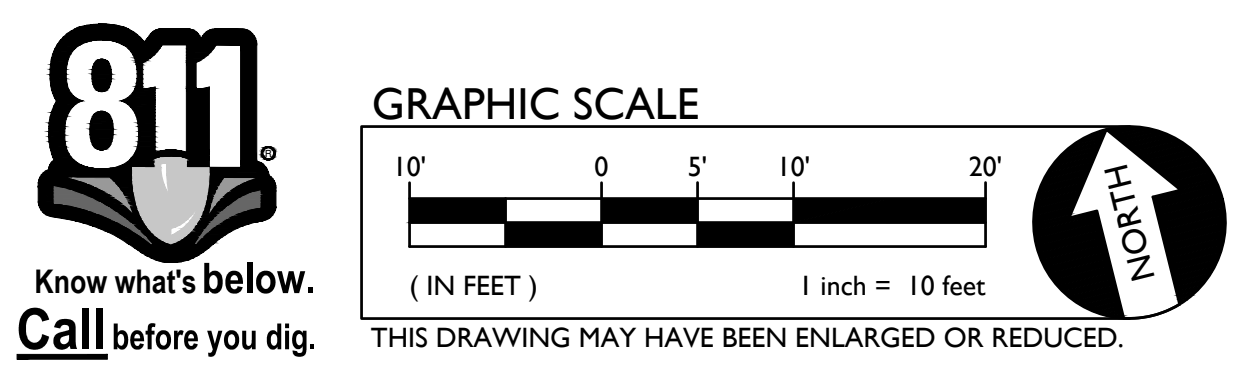 811®
Know what's below.
Call before you dig.
GRAPHIC SCALE
10' 0 5' 10' 20'
( IN FEET ) 1 inch = 10 feet
NORTH
THIS DRAWING MAY HAVE BEEN ENLARGED OR REDUCED.